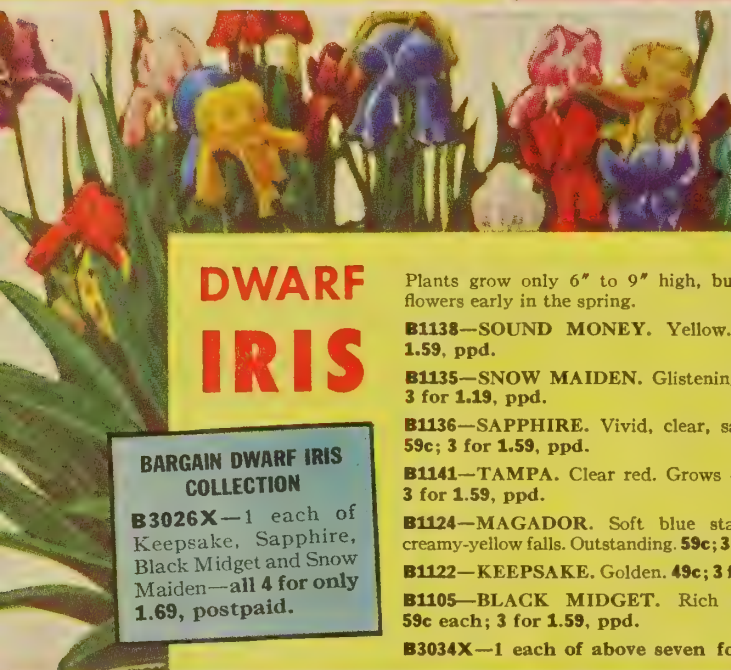 DWARF
IRIS
Plants grow only 6″ to 9″ high,
flowers early in the spring.
B1138—SOUND MONEY. Yellow.
1.59, ppd.
B1135—SNOW MAIDEN.
3 for 1.19, ppd.
B1136—SAPPHIRE. Vivid, clear,
59c; 3 for 1.59, ppd.
B1141—TAMPA. Clear red. Grows
3 for 1.59, ppd.
B1124—MAGADOR. Soft blue
creamy-yellow falls. Outstanding. 59c; 3
B1122—KEEPSAKE. Golden. 49c; 3
B1105—BLACK MIDGET. Rich
59c each; 3 for 1.59, ppd.
B3034X—1 each of above seven
BARGAIN DWARF IRIS
COLLECTION
B3026X—1 each of
Keepsake, Sapphire,
Black Midget and Snow
Maiden—all 4 for only
1.69, postpaid.